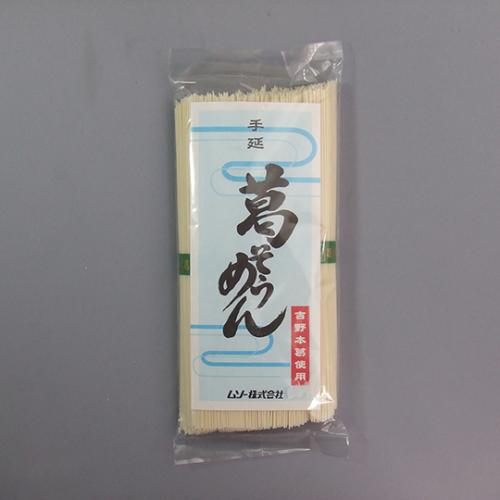 手延
葛そうめん
吉野本葛使用
ムソー株式会社